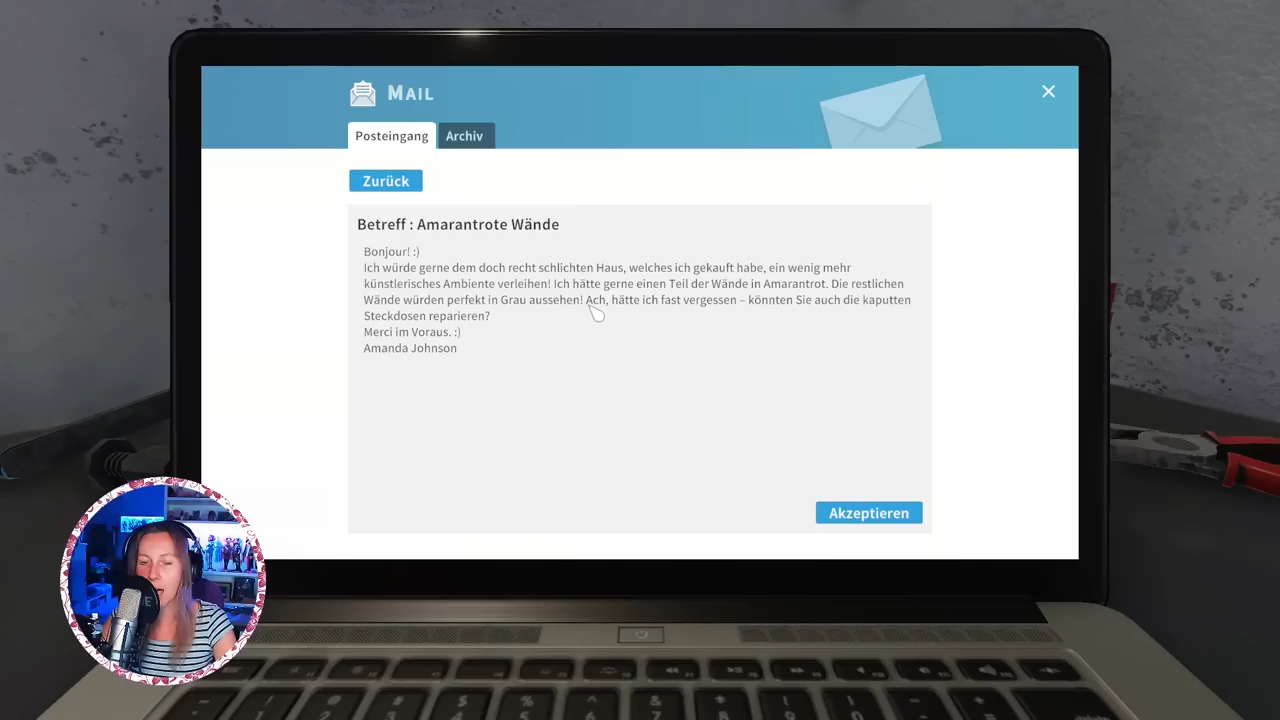 MAIL
Posteingang Archiv
Zurück
Betreff : Amarantrote Wände
Bonjour! :)
Ich würde gerne dem doch recht schlichten Haus, welches ich gekauft habe, ein wenig mehr
künstlerisches Ambiente verleihen! Ich hätte gerne einen Teil der Wände in Amarantrot. Die restlichen
Wände würden perfekt in Grau aussehen! Ach, hätte ich fast vergessen – könnten Sie auch die kaputten
Steckdosen reparieren?
Merci im Voraus. :)
Amanda Johnson
Akzeptieren